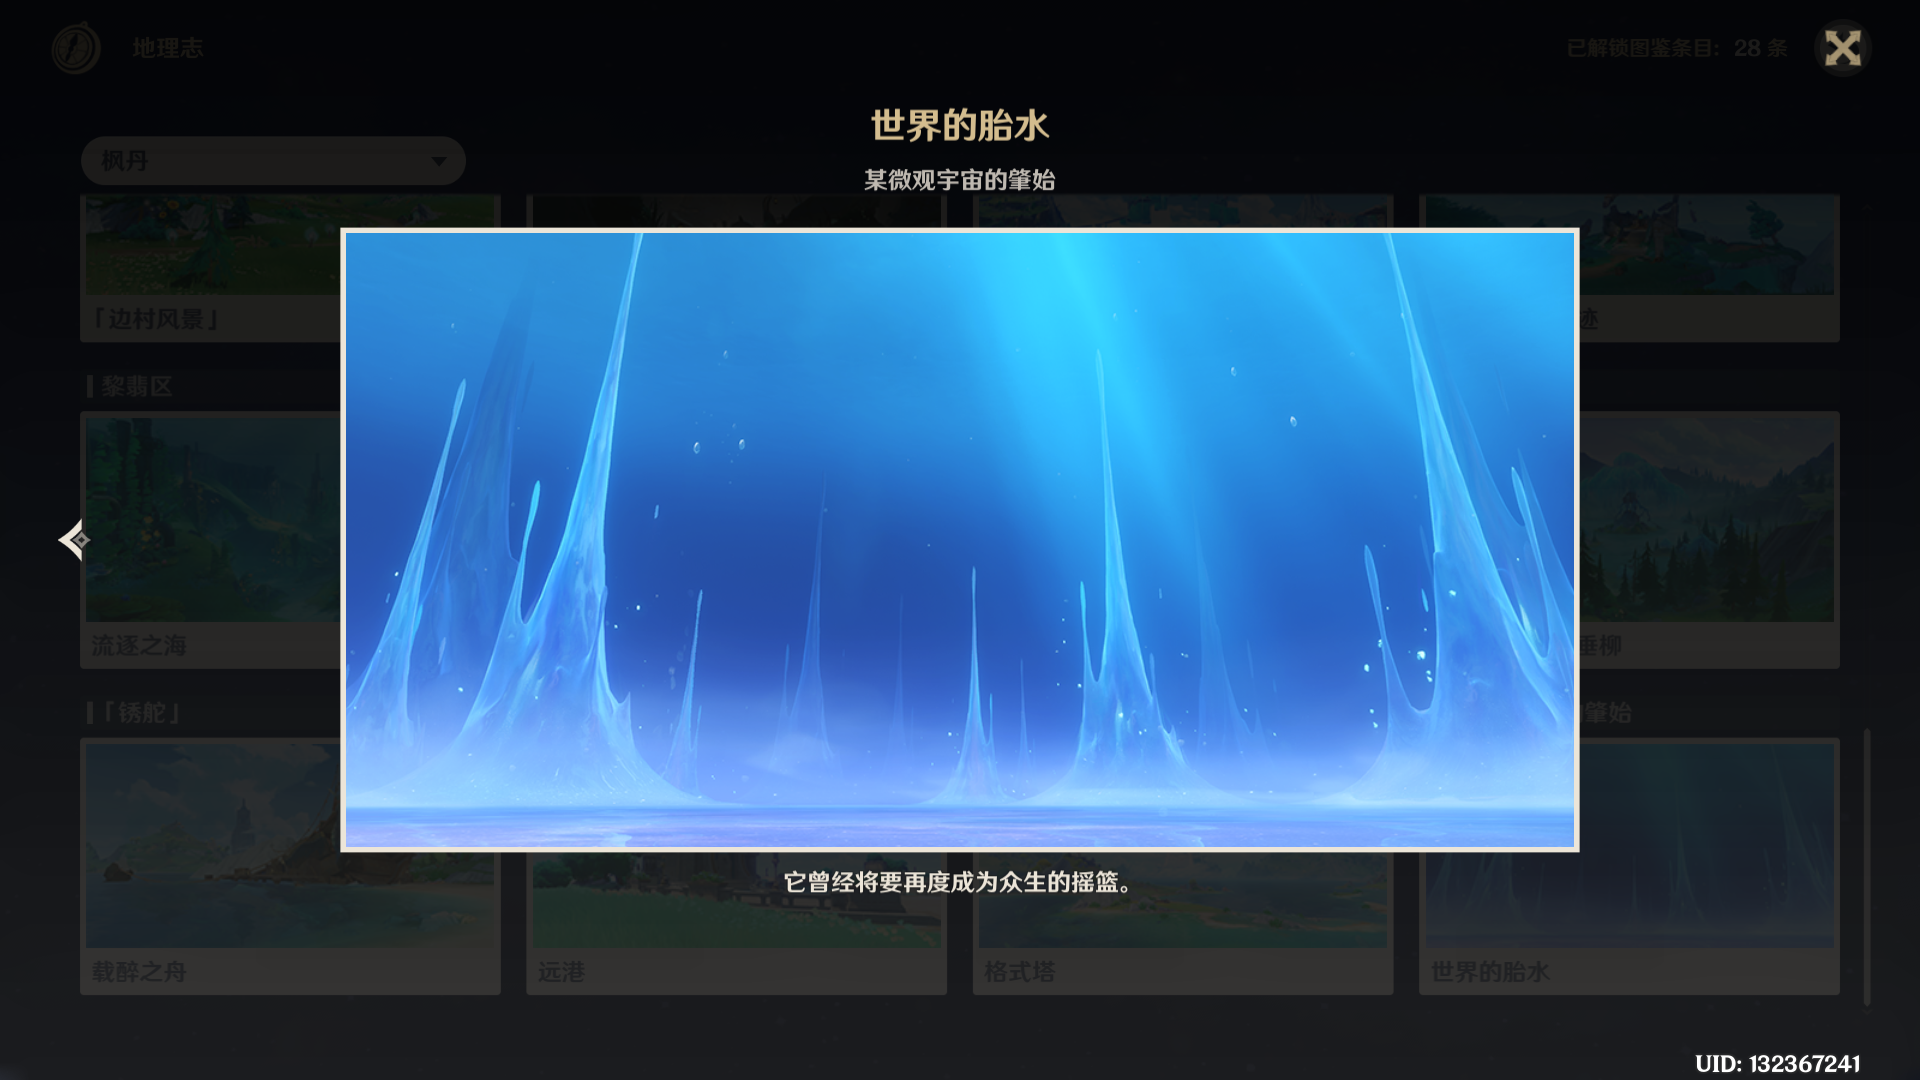 地理志
已解锁图鉴条目: 28 条
世界的胎水
枫丹
某微观宇宙的肇始
「边村风景」
迹
黎翡区
流逐之海
垂柳
「锈舵」
肇始
它曾经将要再度成为众生的摇篮。
载醉之舟
远港
格式塔
世界的胎水
UID: 132367241